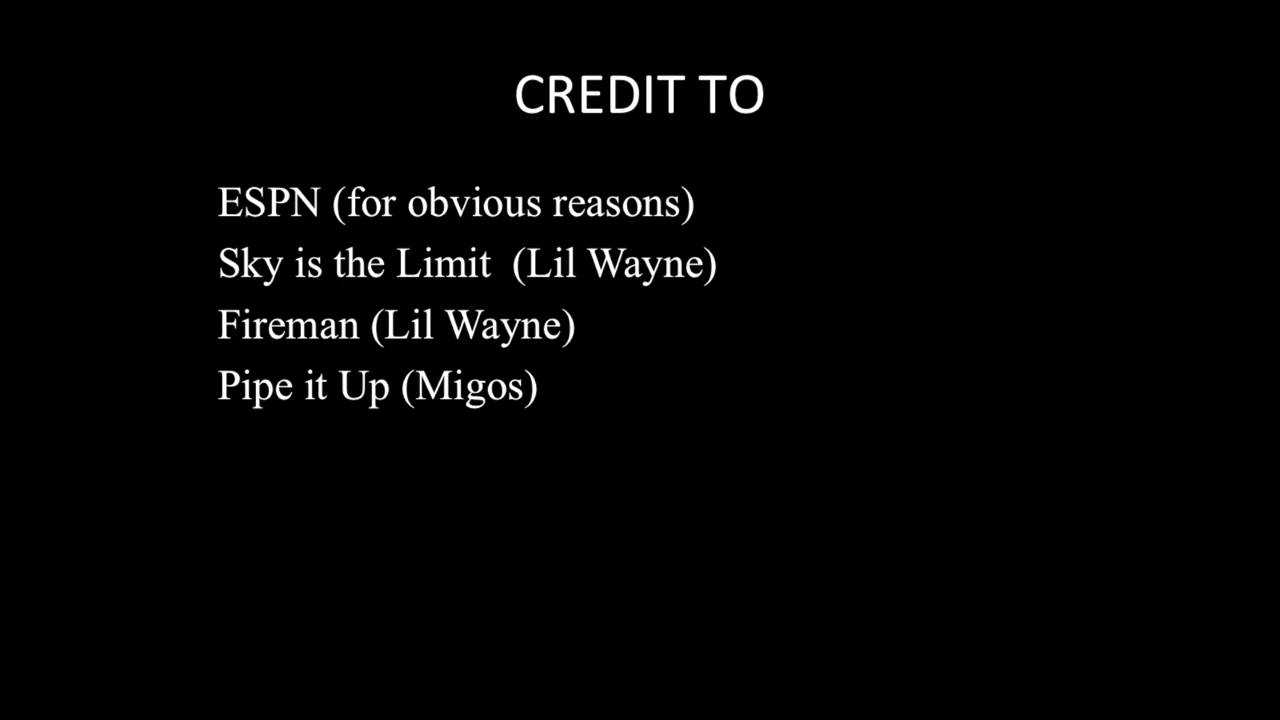 CREDIT TO
ESPN (for obvious reasons)
Sky is the Limit  (Lil Wayne)
Fireman (Lil Wayne)
Pipe it Up (Migos)